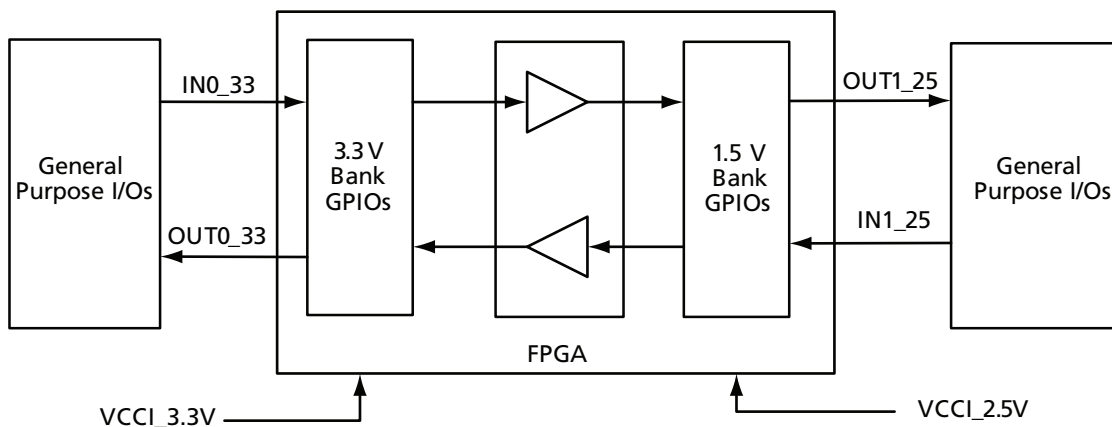 General
Purpose I/Os
IN0_33
OUT0_33
3.3 V
Bank
GPIOs
1.5 V
Bank
GPIOs
FPGA
OUT1_25
IN1_25
General
Purpose I/Os
VCCI_3.3V
VCCI_2.5V